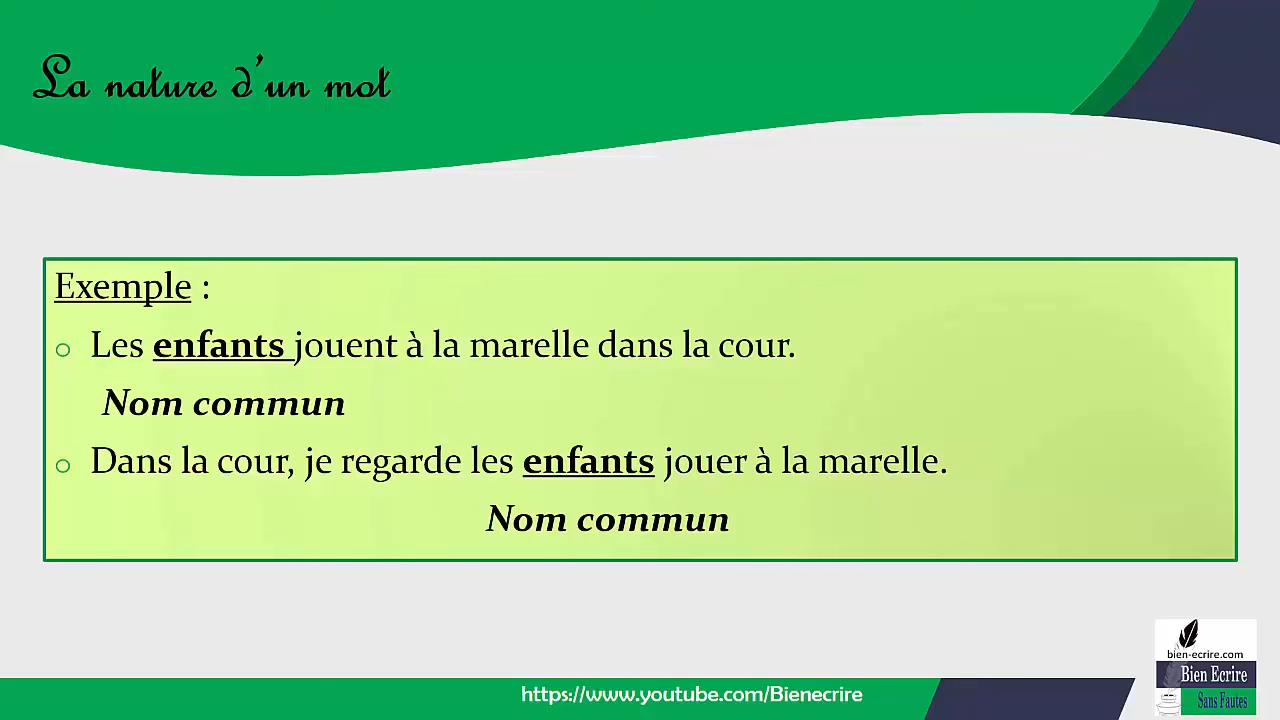 La nature d'un mot
Exemple :
o Les enfants jouent à la marelle dans la cour.
Nom commun
o Dans la cour, je regarde les enfants jouer à la marelle.
Nom commun
bien-ecrire.com
Bien Ecrire
Sans Fautes
https://www.youtube.com/Bienecrire